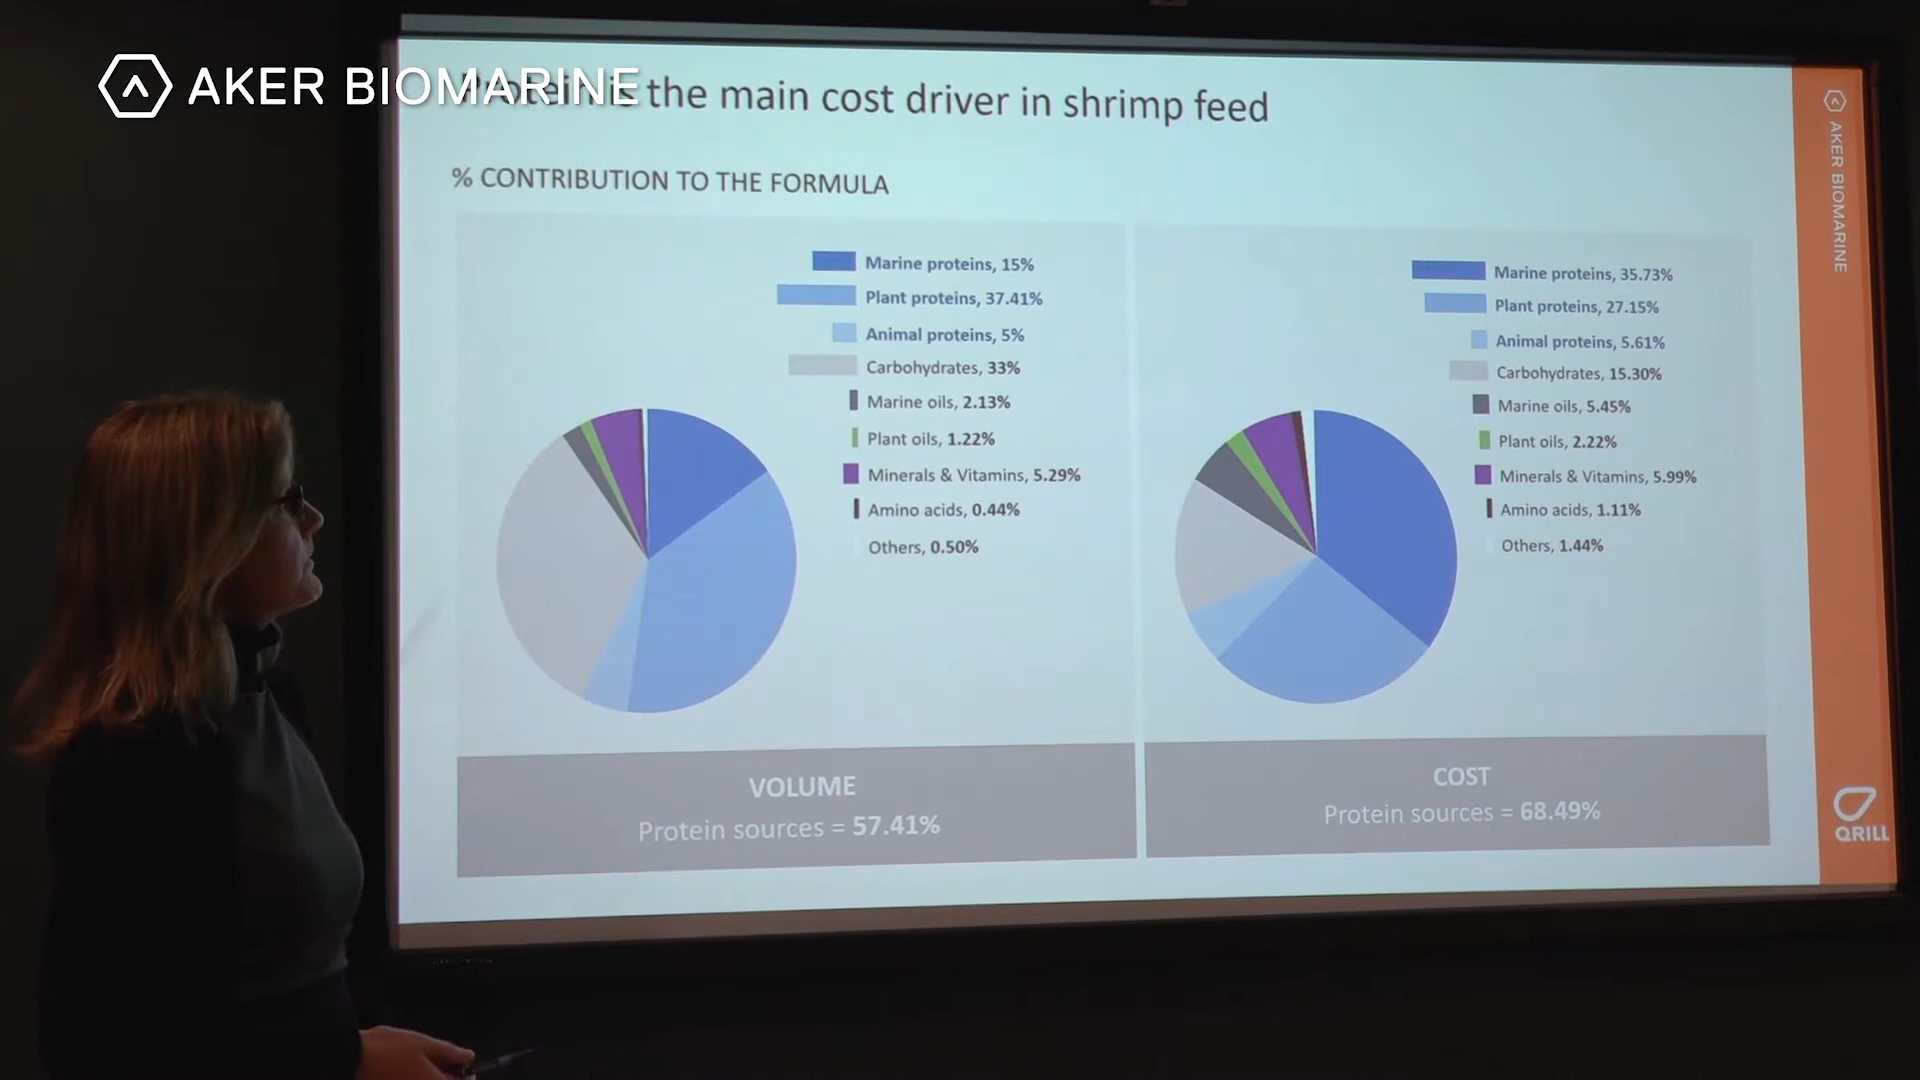 AKER BIOMARINE
Protein is the main cost driver in shrimp feed
% CONTRIBUTION TO THE FORMULA
Marine proteins, 15%
Plant proteins, 37.41%
Animal proteins, 5%
Carbohydrates, 33%
Marine oils, 2.13%
Plant oils, 1.22%
Minerals & Vitamins, 5.29%
Amino acids, 0.44%
Others, 0.50%
VOLUME
Protein sources = 57.41%
Marine proteins, 35.73%
Plant proteins, 27.15%
Animal proteins, 5.61%
Carbohydrates, 15.30%
Marine oils, 5.45%
Plant oils, 2.22%
Minerals & Vitamins, 5.99%
Amino acids, 1.11%
Others, 1.44%
COST
Protein sources = 68.49%
AKER BIOMARINE
QRILL